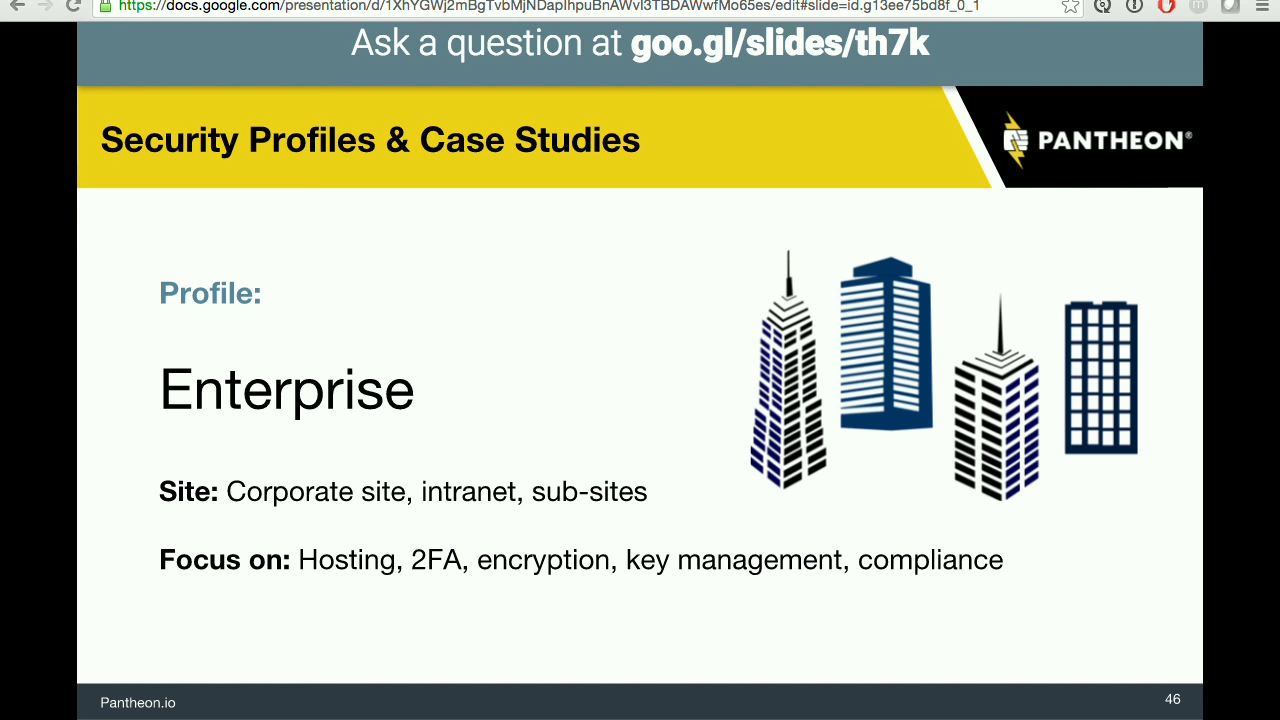 https://docs.google.com/presentation/d/1XhYGWj2mBgTvbMjNDapIhpuBnAWvl3TBDAWwfMo65es/edit#slide=id.g13ee75bd8f_0_1
Ask a question at goo.gl/slides/th7k
Security Profiles & Case Studies
PANTHEON®
Profile:
Enterprise
Site: Corporate site, intranet, sub-sites
Focus on: Hosting, 2FA, encryption, key management, compliance
Pantheon.io
46